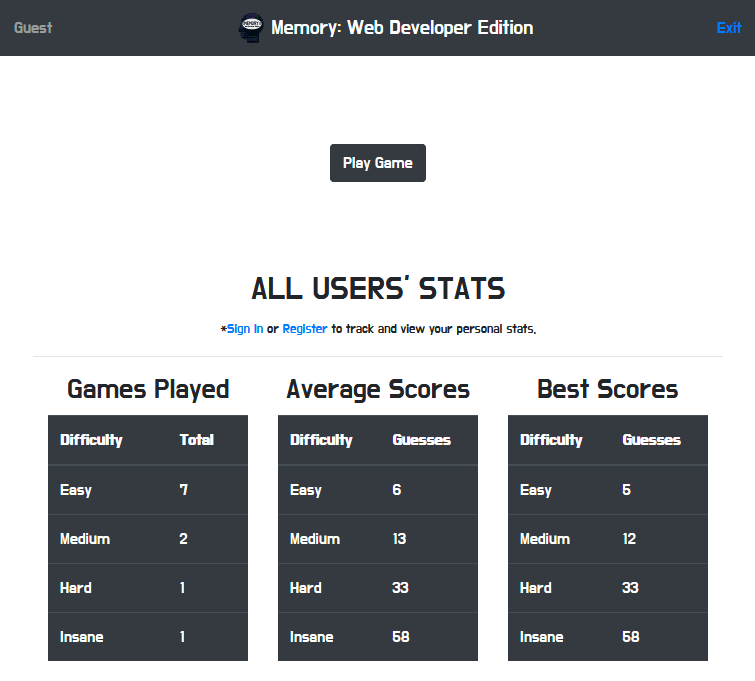 Guest
MEMORY
Memory: Web Developer Edition
Exit
Play Game
ALL USERS' STATS
*Sign In or Register to track and view your personal stats.
Games Played
Difficulty Total
Easy 7
Medium 2
Hard 1
Insane 1
Average Scores
Difficulty Guesses
Easy 6
Medium 13
Hard 33
Insane 58
Best Scores
Difficulty Guesses
Easy 5
Medium 12
Hard 33
Insane 58